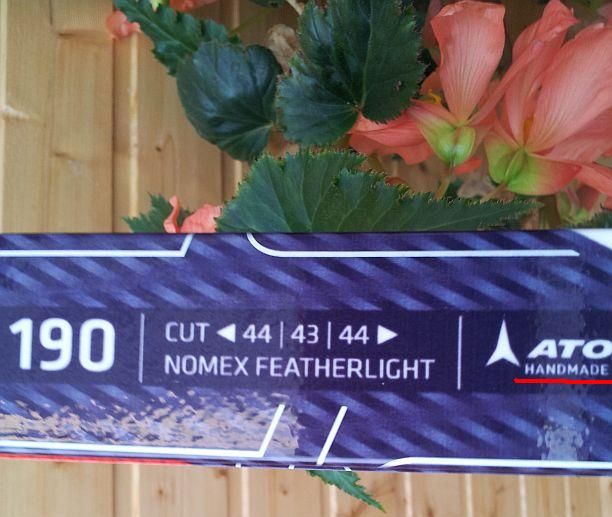 190
CUT ◀ 44 | 43 | 44 ▶
NOMEX FEATHERLIGHT
ATO
HANDMADE